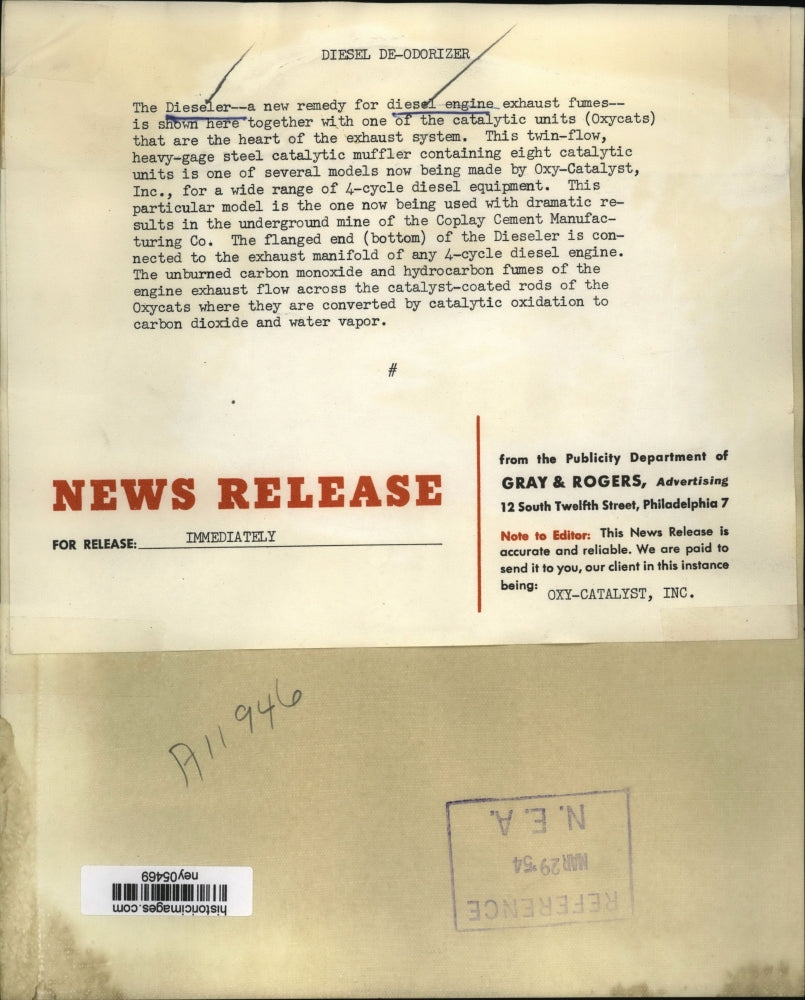 DIESEL DE-ODORIZER
The Dieseler--a new remedy for diesel engine exhaust fumes--
is shown here together with one of the catalytic units (Oxycats)
that are the heart of the exhaust system. This twin-flow,
heavy-gage steel catalytic muffler containing eight catalytic
units is one of several models now being made by Oxy-Catalyst,
Inc., for a wide range of 4-cycle diesel equipment. This
particular model is the one now being used with dramatic re-
sults in the underground mine of the Coplay Cement Manufac-
turing Co. The flanged end (bottom) of the Dieseler is con-
nected to the exhaust manifold of any 4-cycle diesel engine.
The unburned carbon monoxide and hydrocarbon fumes of the
engine exhaust flow across the catalyst-coated rods of the
Oxycats where they are converted by catalytic oxidation to
carbon dioxide and water vapor.
#
NEWS RELEASE
FOR RELEASE: IMMEDIATELY
from the Publicity Department of
GRAY & ROGERS, Advertising
12 South Twelfth Street, Philadelphia 7
Note to Editor: This News Release is
accurate and reliable. We are paid to
send it to you, our client in this instance
being: OXY-CATALYST, INC.
A11946
REFERENCE
MAR 29 '54
N.E.A.
historicimages.com
ney05469